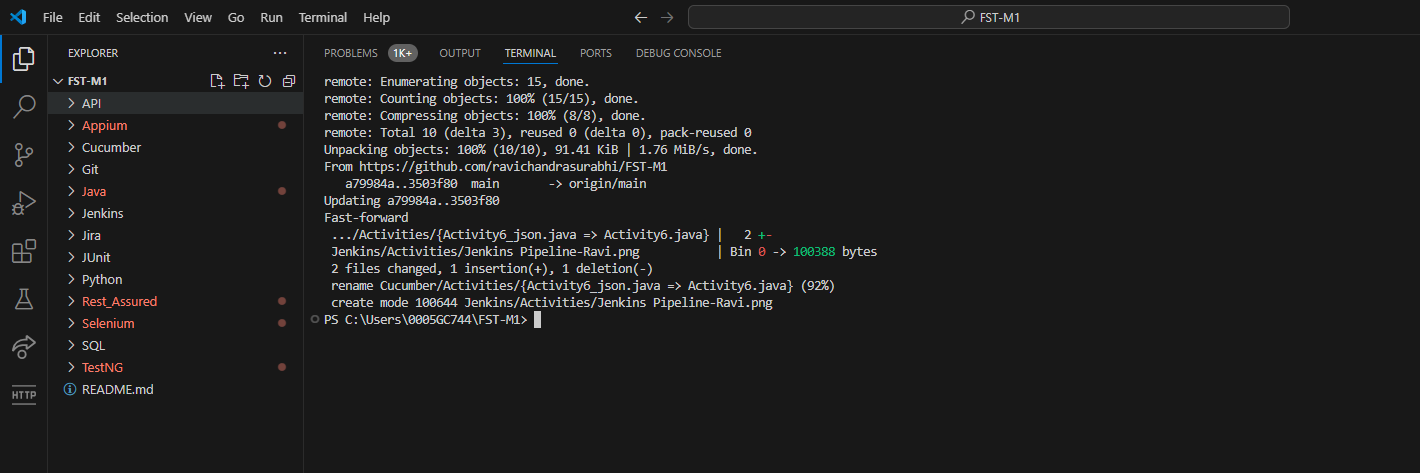 File Edit Selection View Go Run Terminal Help
FST-M1
EXPLORER
FST-M1
API
Appium
Cucumber
Git
Java
Jenkins
Jira
JUnit
Python
Rest_Assured
Selenium
SQL
TestNG
README.md
HTTP
PROBLEMS 1K+ OUTPUT TERMINAL PORTS DEBUG CONSOLE
remote: Enumerating objects: 15, done.
remote: Counting objects: 100% (15/15), done.
remote: Compressing objects: 100% (8/8), done.
remote: Total 10 (delta 3), reused 0 (delta 0), pack-reused 0
Unpacking objects: 100% (10/10), 91.41 KiB | 1.76 MiB/s, done.
From https://github.com/ravichandrasurabhi/FST-M1
   a79984a..3503f80  main       -> origin/main
Updating a79984a..3503f80
Fast-forward
 .../Activities/{Activity6_json.java => Activity6.java} |   2 +-
 Jenkins/Activities/Jenkins Pipeline-Ravi.png           | Bin 0 -> 100388 bytes
 2 files changed, 1 insertion(+), 1 deletion(-)
 rename Cucumber/Activities/{Activity6_json.java => Activity6.java} (92%)
 create mode 100644 Jenkins/Activities/Jenkins Pipeline-Ravi.png
PS C:\Users\0005GC744\FST-M1>